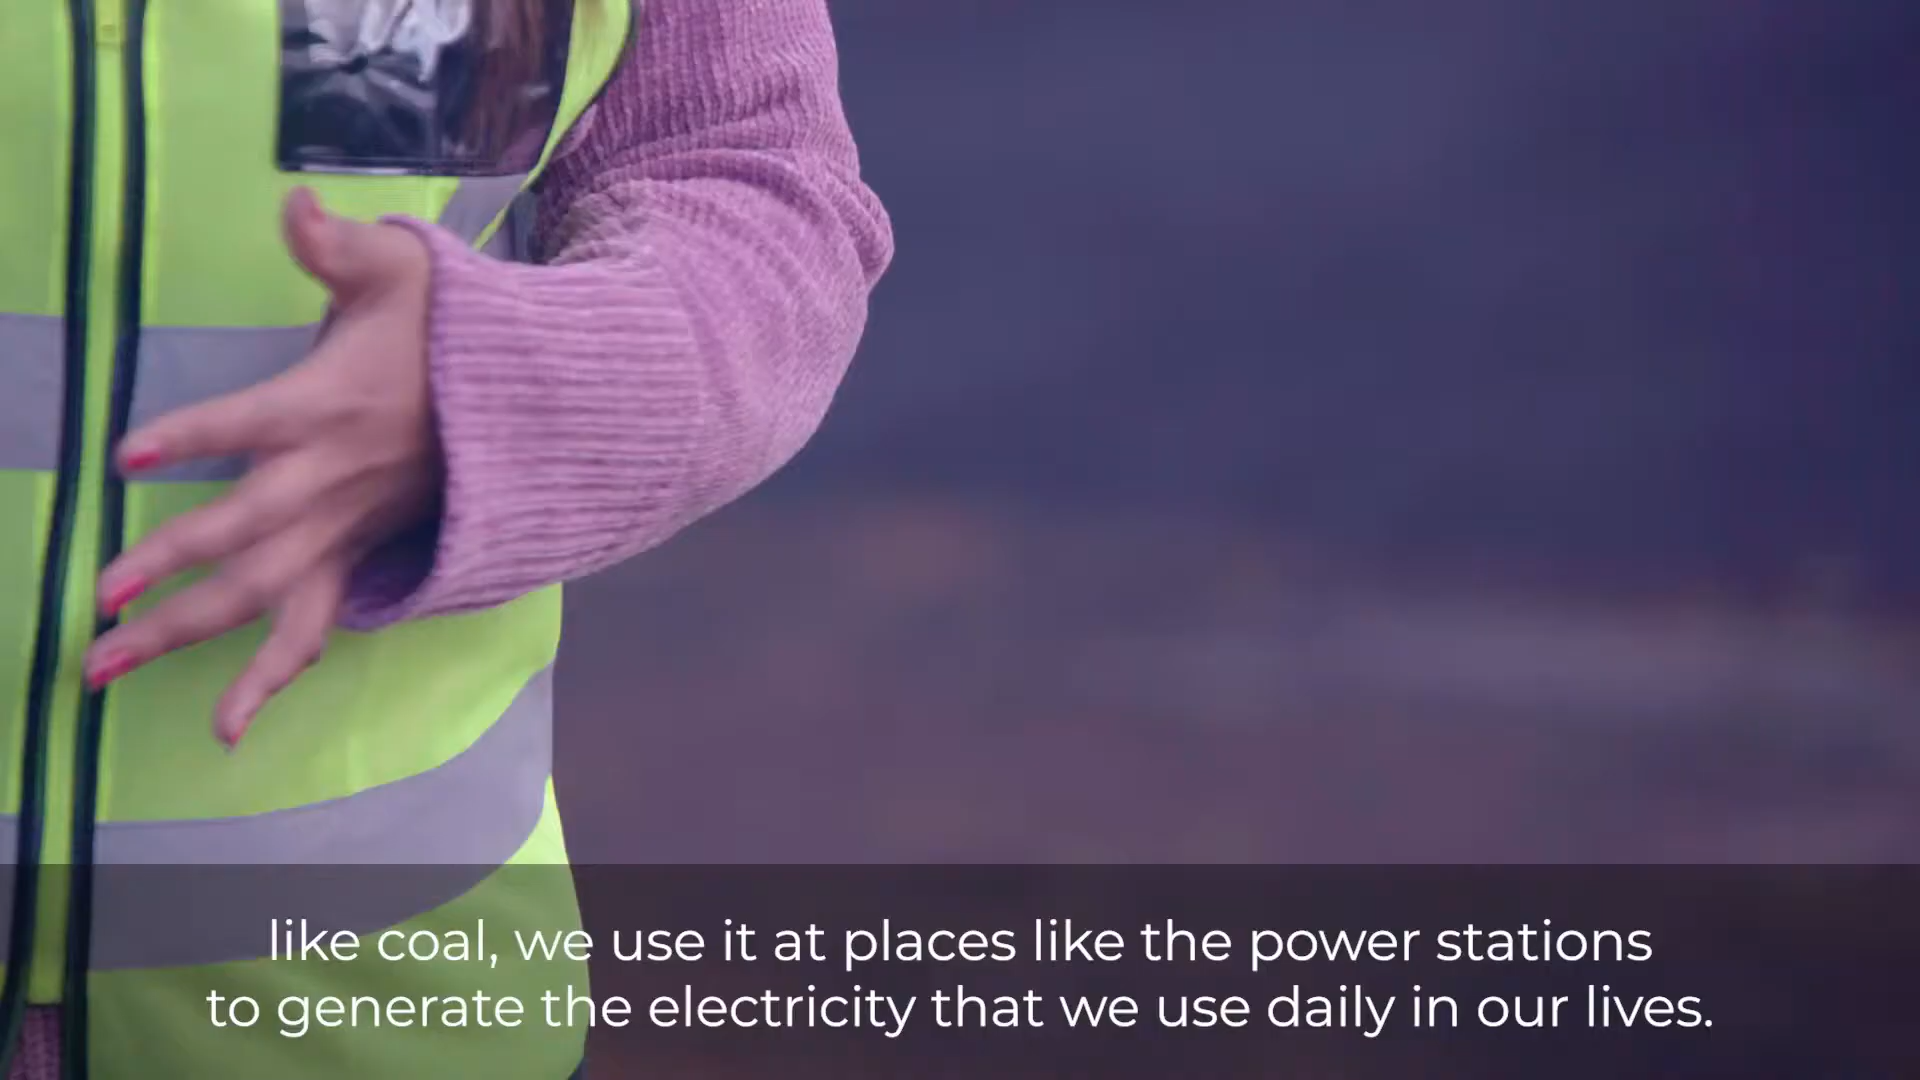 like coal, we use it at places like the power stations
to generate the electricity that we use daily in our lives.